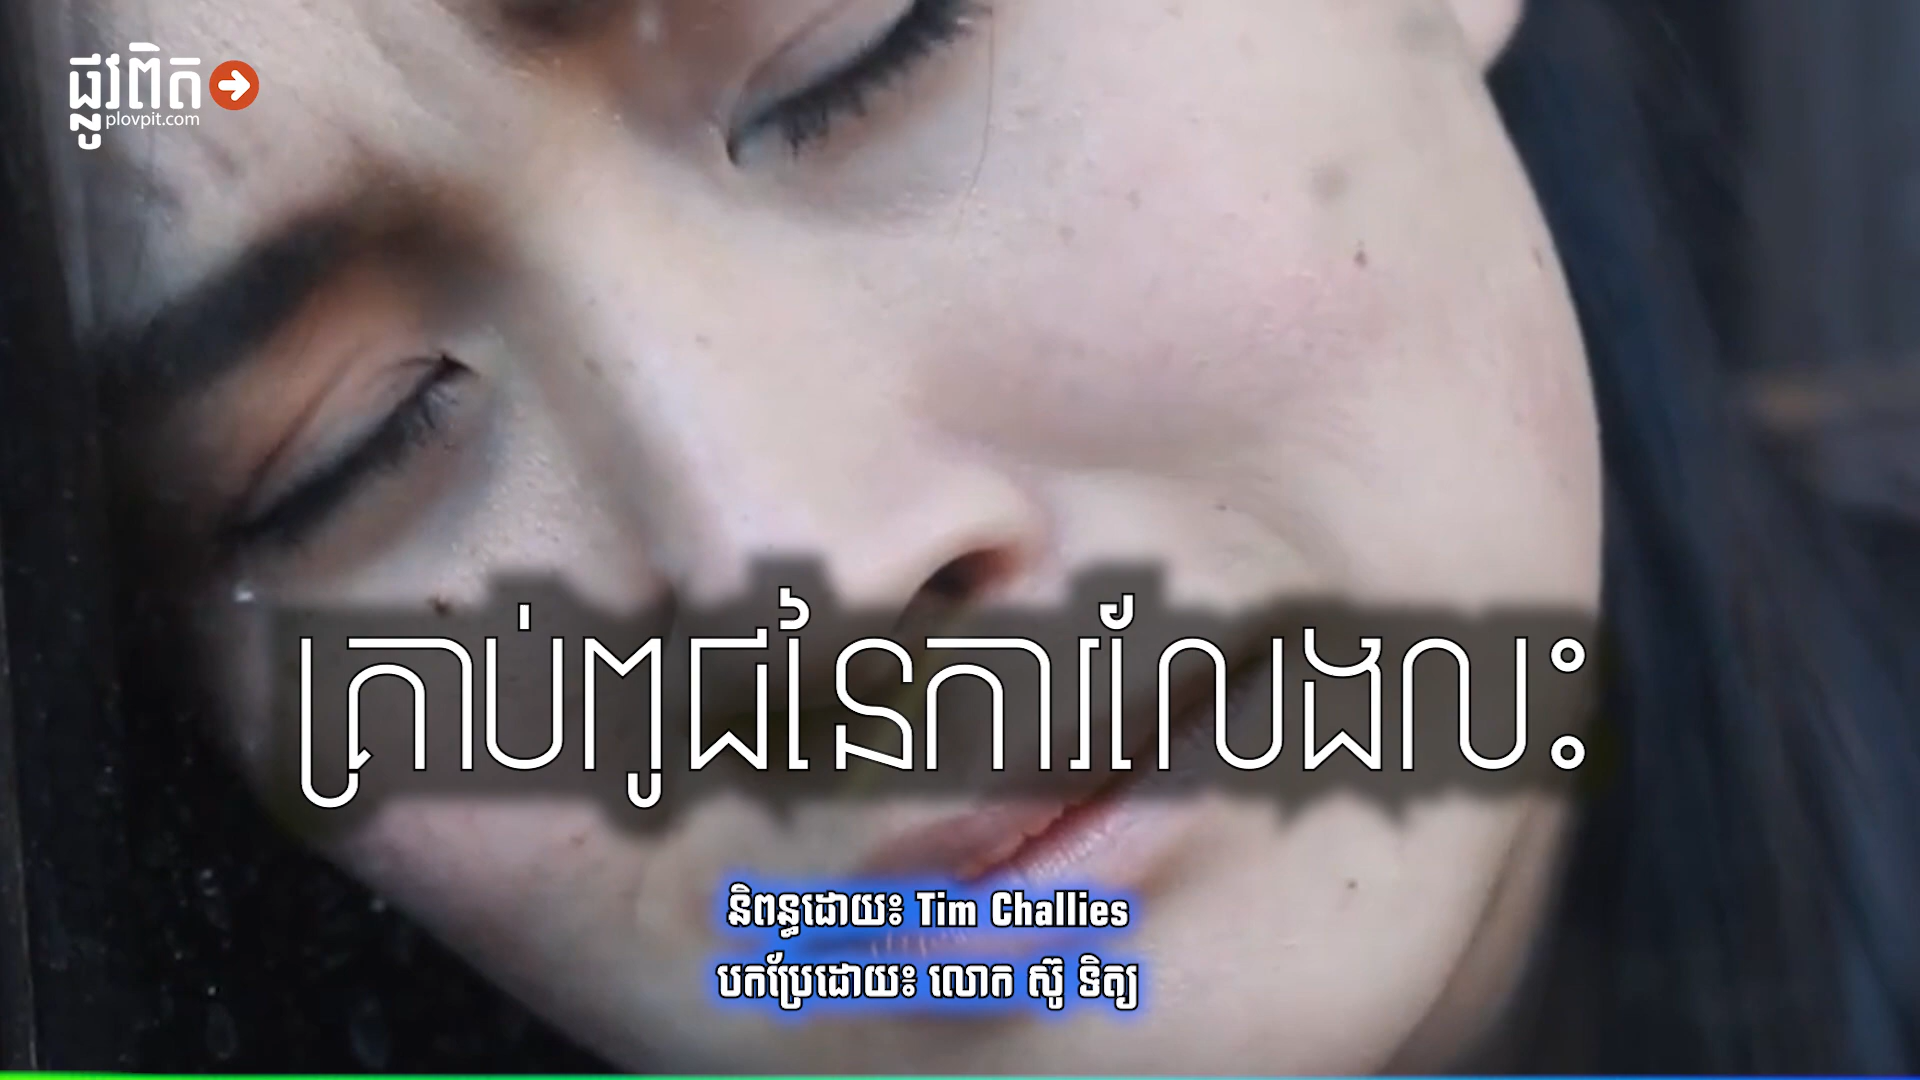 ផ្លូវពិត
plovpit.com
គ្រាប់ពូជនៃការលែងលះ
និពន្ធដោយ៖ Tim Challies
បកប្រែដោយ៖ លោក ស៊ូ ទិត្យ